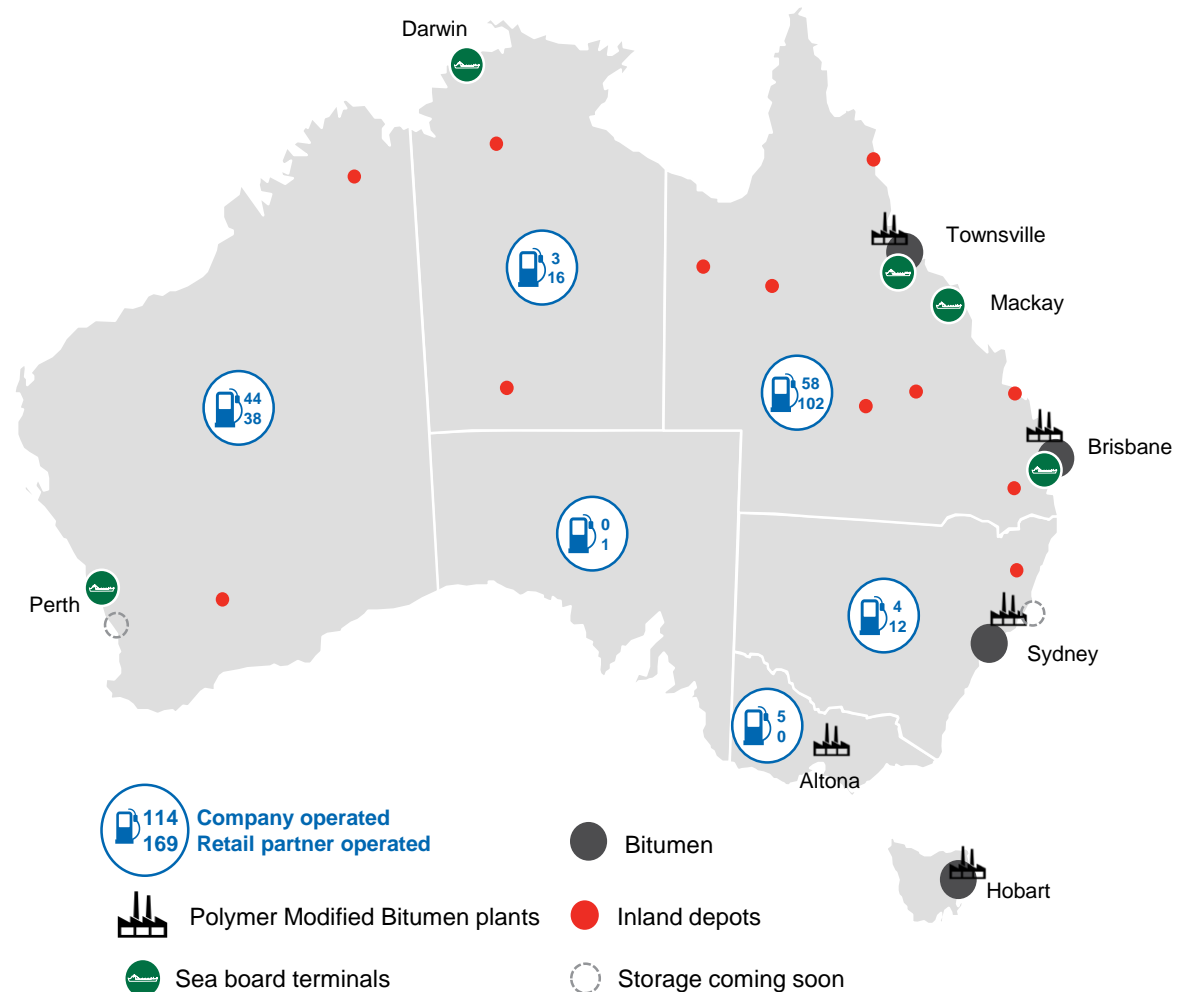 Darwin
Townsville
Mackay
3
16
44
38
58
102
Brisbane
0
1
Perth
4
12
Sydney
5
0
Altona
114 Company operated
169 Retail partner operated
Bitumen
Hobart
Polymer Modified Bitumen plants
Inland depots
Sea board terminals
Storage coming soon